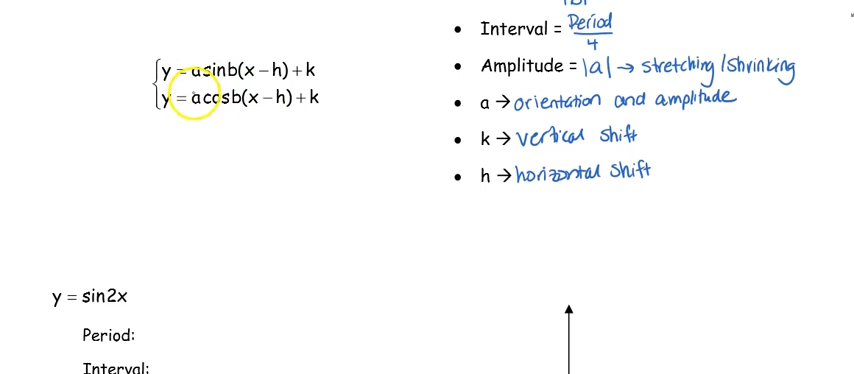 • Interval = Period/4
y = asinb(x – h) + k
y = acosb(x – h) + k
• Amplitude = |a| → stretching/shrinking
• a → orientation and amplitude
• k → vertical shift
• h → horizontal shift
y = sin2x
Period:
Interval: